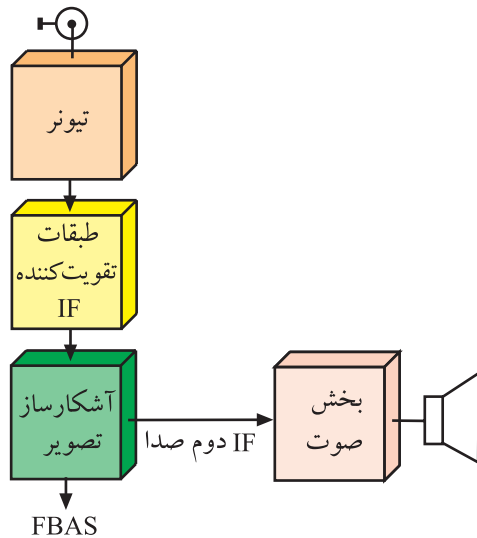 تیونر
طبقات
تقویت‌کننده
IF
آشکارساز
تصویر
IF دوم صدا
بخش
صوت
FBAS